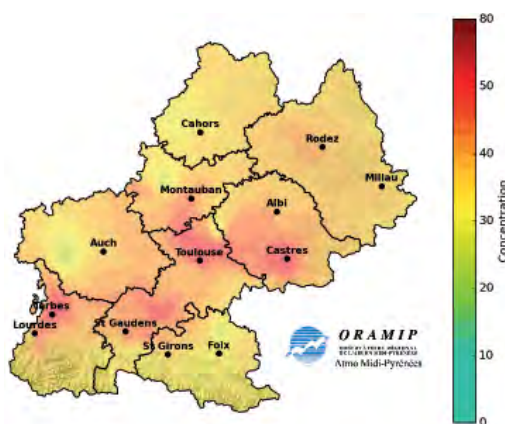 80
70
60
50
40
30
20
10
0
Concentration
Cahors
Rodez
Millau
Montauban
Albi
Auch
Toulouse
Castres
Tarbes
Lourdes
St Gaudens
St Girons
Foix
ORAMIP
Atmo Midi-Pyrénées